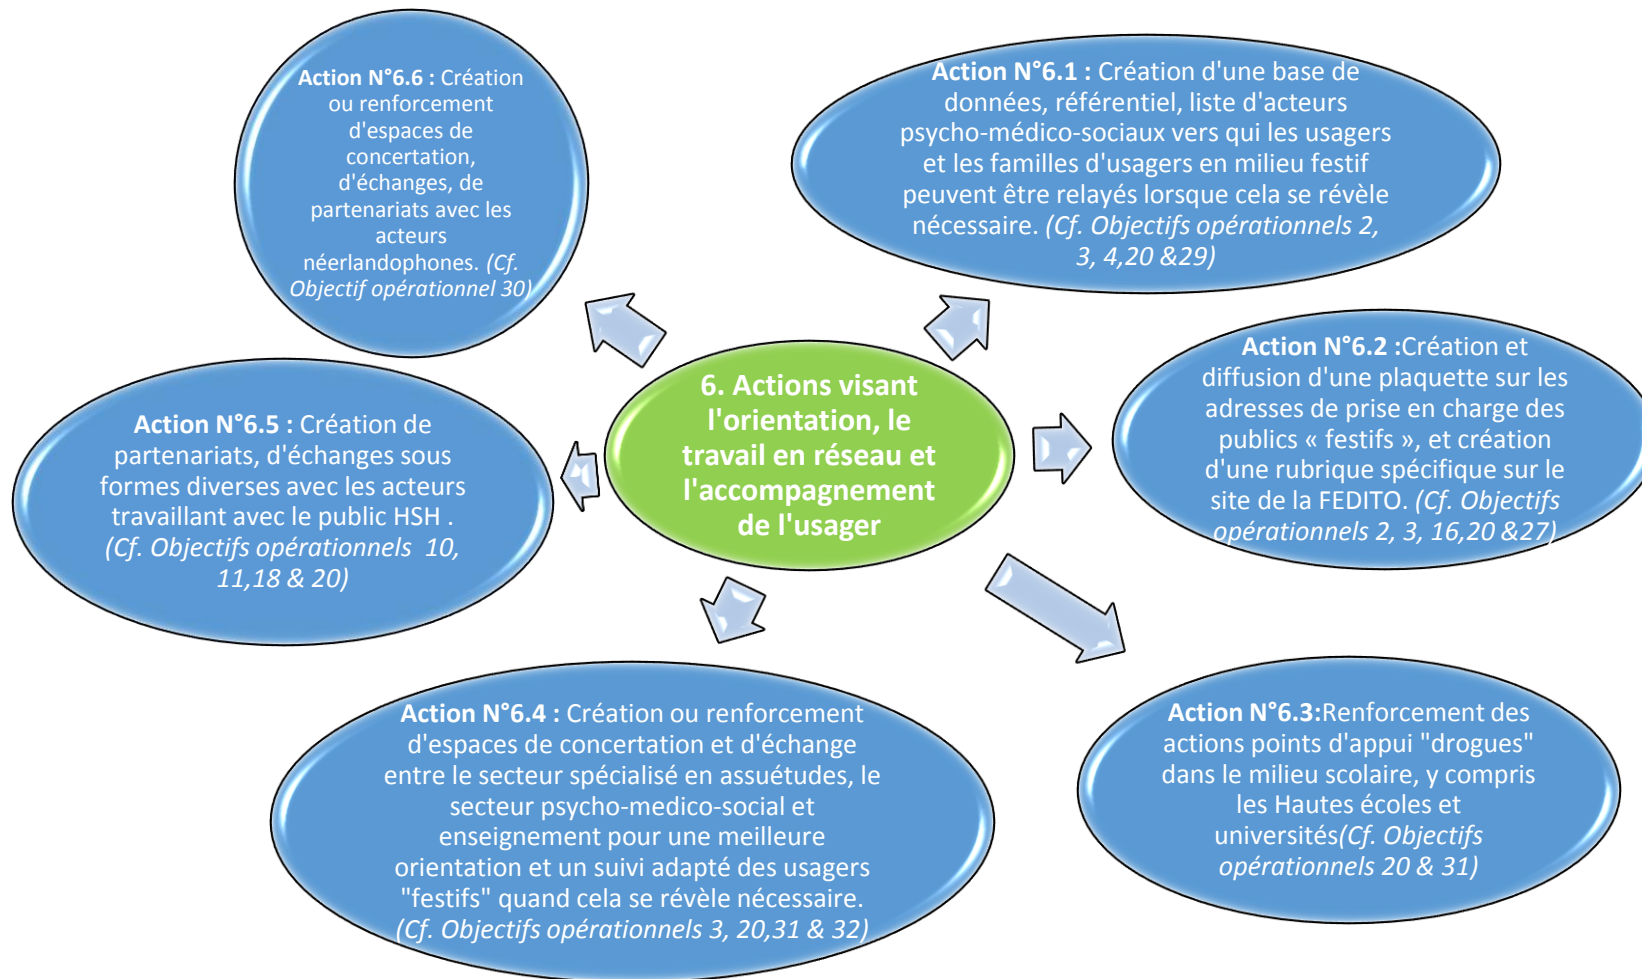 Action N°6.6 : Création
ou renforcement
d'espaces de
concertation,
d'échanges, de
partenariats avec les
acteurs
néerlandophones. (Cf.
Objectif opérationnel 30)
Action N°6.1 : Création d'une base de
données, référentiel, liste d'acteurs
psycho-médico-sociaux vers qui les usagers
et les familles d'usagers en milieu festif
peuvent être relayés lorsque cela se révèle
nécessaire. (Cf. Objectifs opérationnels 2,
3, 4,20 &29)
6. Actions visant
l'orientation, le
travail en réseau et
l'accompagnement
de l'usager
Action N°6.2 :Création et
diffusion d'une plaquette sur les
adresses de prise en charge des
publics « festifs », et création
d'une rubrique spécifique sur le
site de la FEDITO. (Cf. Objectifs
opérationnels 2, 3, 16,20 &27)
Action N°6.5 : Création de
partenariats, d'échanges sous
formes diverses avec les acteurs
travaillant avec le public HSH .
(Cf. Objectifs opérationnels  10,
11,18 & 20)
Action N°6.4 : Création ou renforcement
d'espaces de concertation et d'échange
entre le secteur spécialisé en assuétudes, le
secteur psycho-medico-social et
enseignement pour une meilleure
orientation et un suivi adapté des usagers
"festifs" quand cela se révèle nécessaire.
(Cf. Objectifs opérationnels 3, 20,31 & 32)
Action N°6.3:Renforcement des
actions points d'appui "drogues"
dans le milieu scolaire, y compris
les Hautes écoles et
universités(Cf. Objectifs
opérationnels 20 & 31)